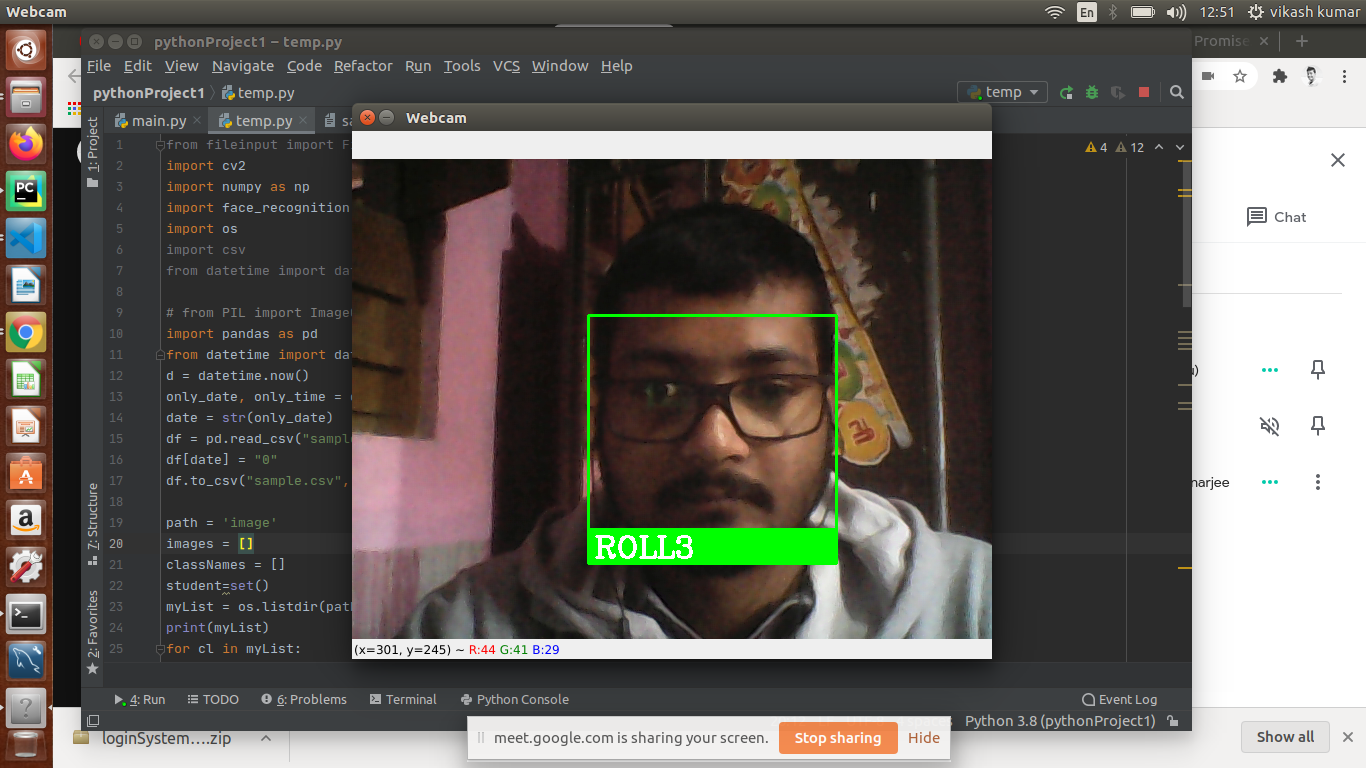 Webcam
En
12:51
vikash kumar
pythonProject1 – temp.py
Promise
File Edit View Navigate Code Refactor Run Tools VCS Window Help
pythonProject1
temp.py
temp
main.py
temp.py
Webcam
4
12
1: Project
1 from fileinput import F
2 import cv2
3 import numpy as np
4 import face_recognition
5 import os
6 import csv
7 from datetime import dat
8
9 # from PIL import Image
10 import pandas as pd
11 from datetime import dat
12 d = datetime.now()
13 only_date, only_time =
14 date = str(only_date)
15 df = pd.read_csv("sample
16 df[date] = "0"
17 df.to_csv("sample.csv",
18
19 path = 'image'
20 images = []
21 classNames = []
22 student=set()
23 myList = os.listdir(path
24 print(myList)
25 for cl in myList:
ROLL3
(x=301, y=245) ~ R:44 G:41 B:29
7: Structure
2: Favorites
Chat
u)
narjee
4: Run
TODO
6: Problems
Terminal
Python Console
Event Log
Python 3.8 (pythonProject1)
loginSystem....zip
meet.google.com is sharing your screen.
Stop sharing
Hide
Show all